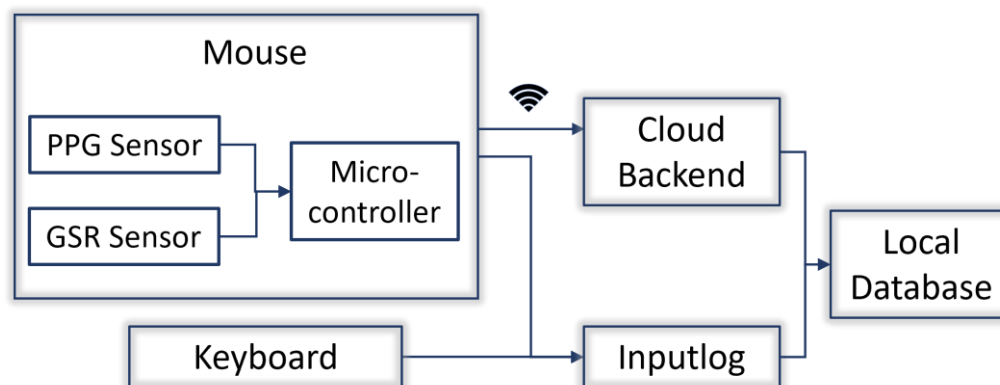 Mouse
PPG Sensor
GSR Sensor
Micro-
controller
Cloud
Backend
Local
Database
Keyboard
Inputlog